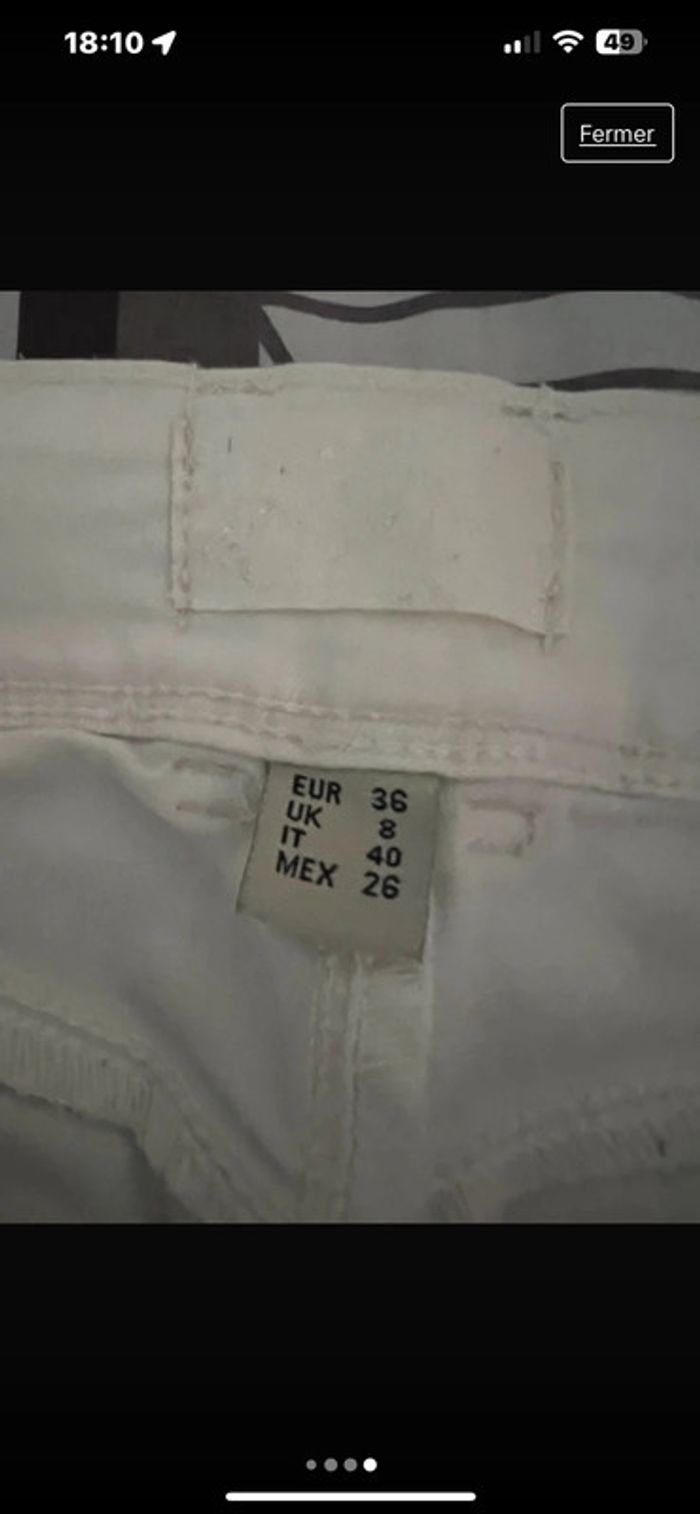 18:10
49
Fermer
EUR 36
UK 8
IT 40
MEX 26